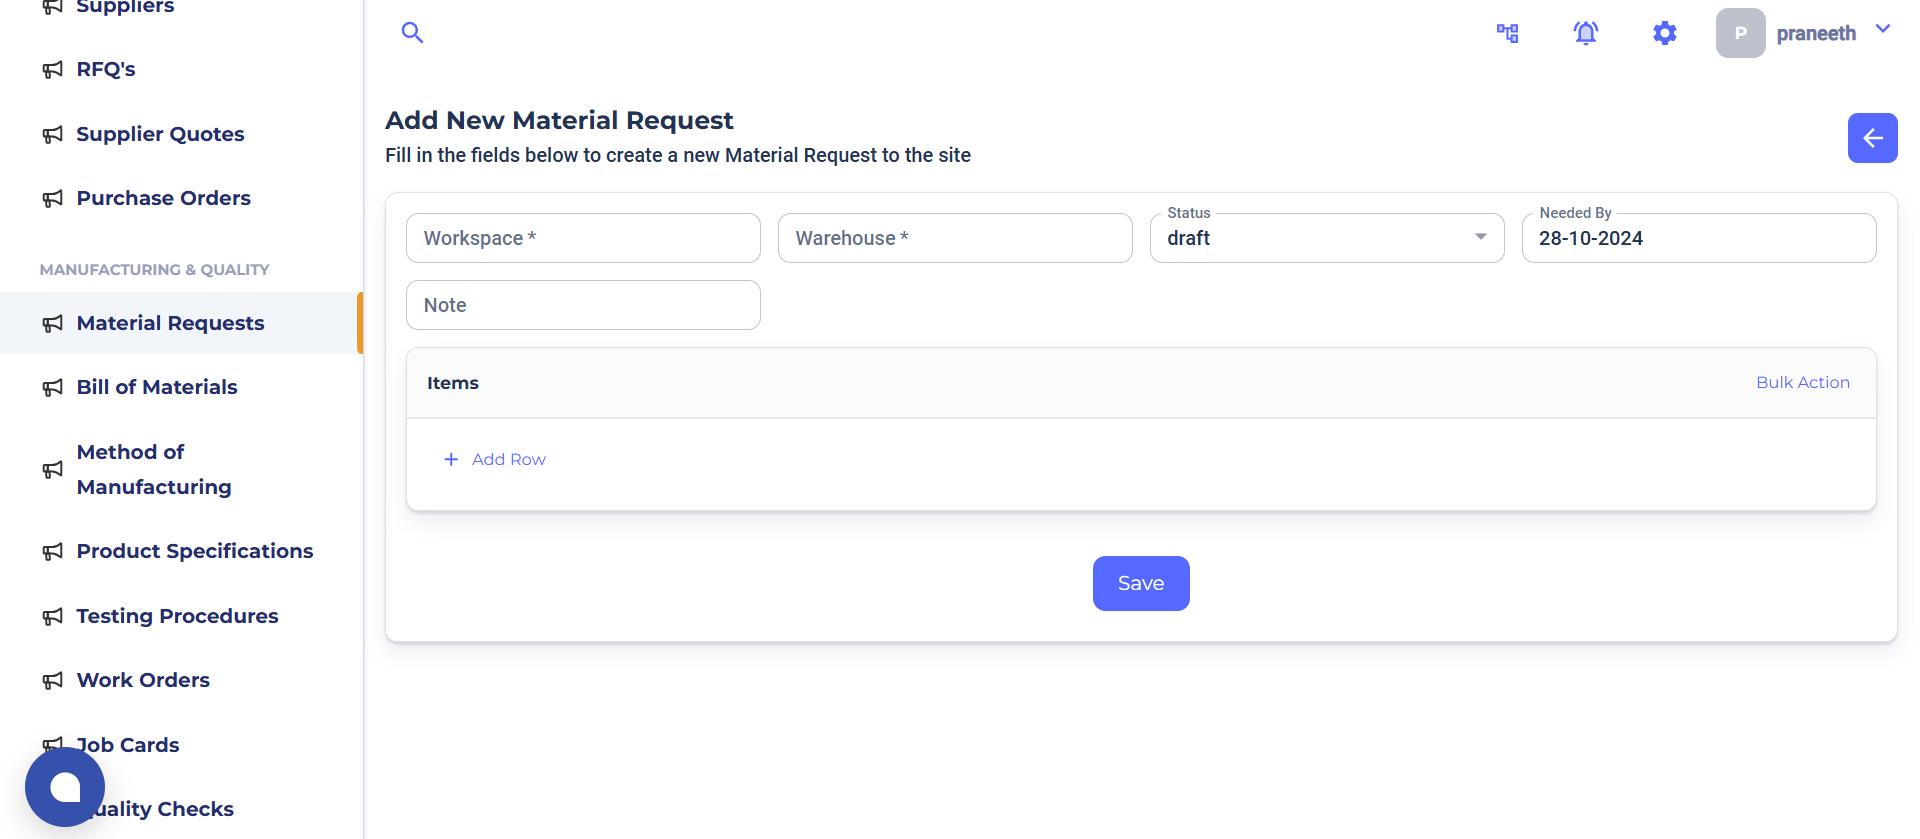 Suppliers
RFQ's
Supplier Quotes
Purchase Orders
MANUFACTURING & QUALITY
Material Requests
Bill of Materials
Method of
Manufacturing
Product Specifications
Testing Procedures
Work Orders
Job Cards
uality Checks
P praneeth
Add New Material Request
Fill in the fields below to create a new Material Request to the site
Workspace *
Warehouse *
Status
draft
Needed By
28-10-2024
Note
Items
Bulk Action
+ Add Row
Save